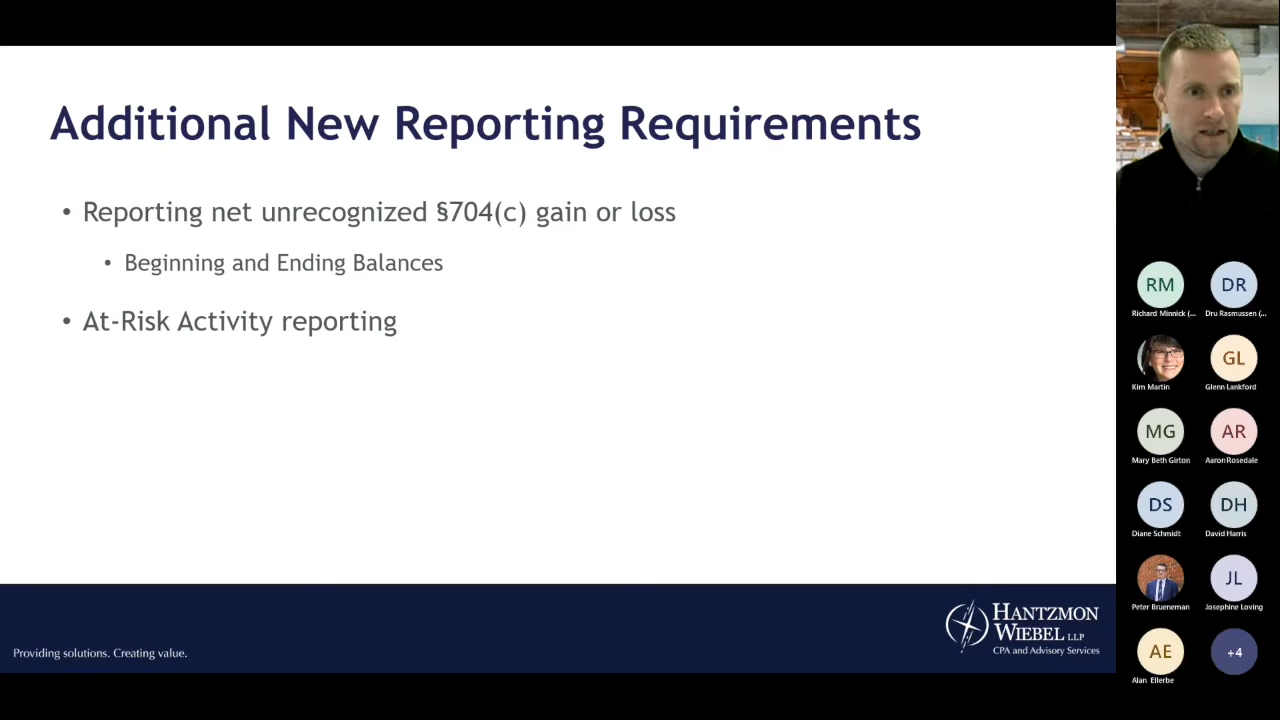 Additional New Reporting Requirements
• Reporting net unrecognized §704(c) gain or loss
• Beginning and Ending Balances
• At-Risk Activity reporting
Providing solutions. Creating value.
HANTZMON
WIEBEL LLP
CPA and Advisory Services
RM
DR
Richard Minnick (...
Dru Rasmussen (...
Kim Martin
GL
Glenn Lankford
MG
AR
Mary Beth Girton
Aaron Rosedale
DS
DH
Diane Schmidt
David Harris
JL
Peter Brueneman
Josephine Loving
AE
+4
Alan Ellerbe